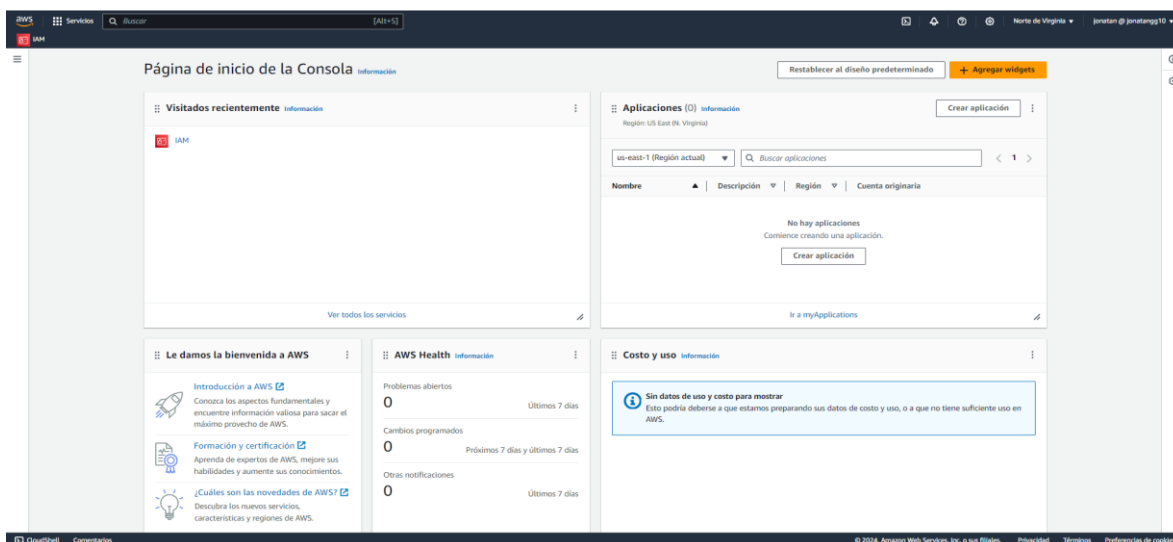 aws
Servicios
Buscar
[Alt+S]
Norte de Virginia
jonatan @ jonatangg10
IAM
Página de inicio de la Consola Información
Restablecer al diseño predeterminado
+ Agregar widgets
Visitados recientemente Información
IAM
Ver todos los servicios
Aplicaciones (0) Información
Región: US East (N. Virginia)
Crear aplicación
us-east-1 (Región actual)
Buscar aplicaciones
1
Nombre
Descripción
Región
Cuenta originaria
No hay aplicaciones
Comience creando una aplicación.
Crear aplicación
Ir a myApplications
Le damos la bienvenida a AWS
Introducción a AWS
Conozca los aspectos fundamentales y
encuentre información valiosa para sacar el
máximo provecho de AWS.
Formación y certificación
Aprenda de expertos de AWS, mejore sus
habilidades y aumente sus conocimientos.
¿Cuáles son las novedades de AWS?
Descubra los nuevos servicios,
características y regiones de AWS.
AWS Health Información
Problemas abiertos
0
Últimos 7 días
Cambios programados
0
Próximos 7 días y últimos 7 días
Otras notificaciones
0
Últimos 7 días
Costo y uso Información
Sin datos de uso y costo para mostrar
Esto podría deberse a que estamos preparando sus datos de costo y uso, o a que no tiene suficiente uso en
AWS.
CloudShell
Comentarios
© 2024, Amazon Web Services, Inc. o sus filiales.
Privacidad
Términos
Preferencias de cookies